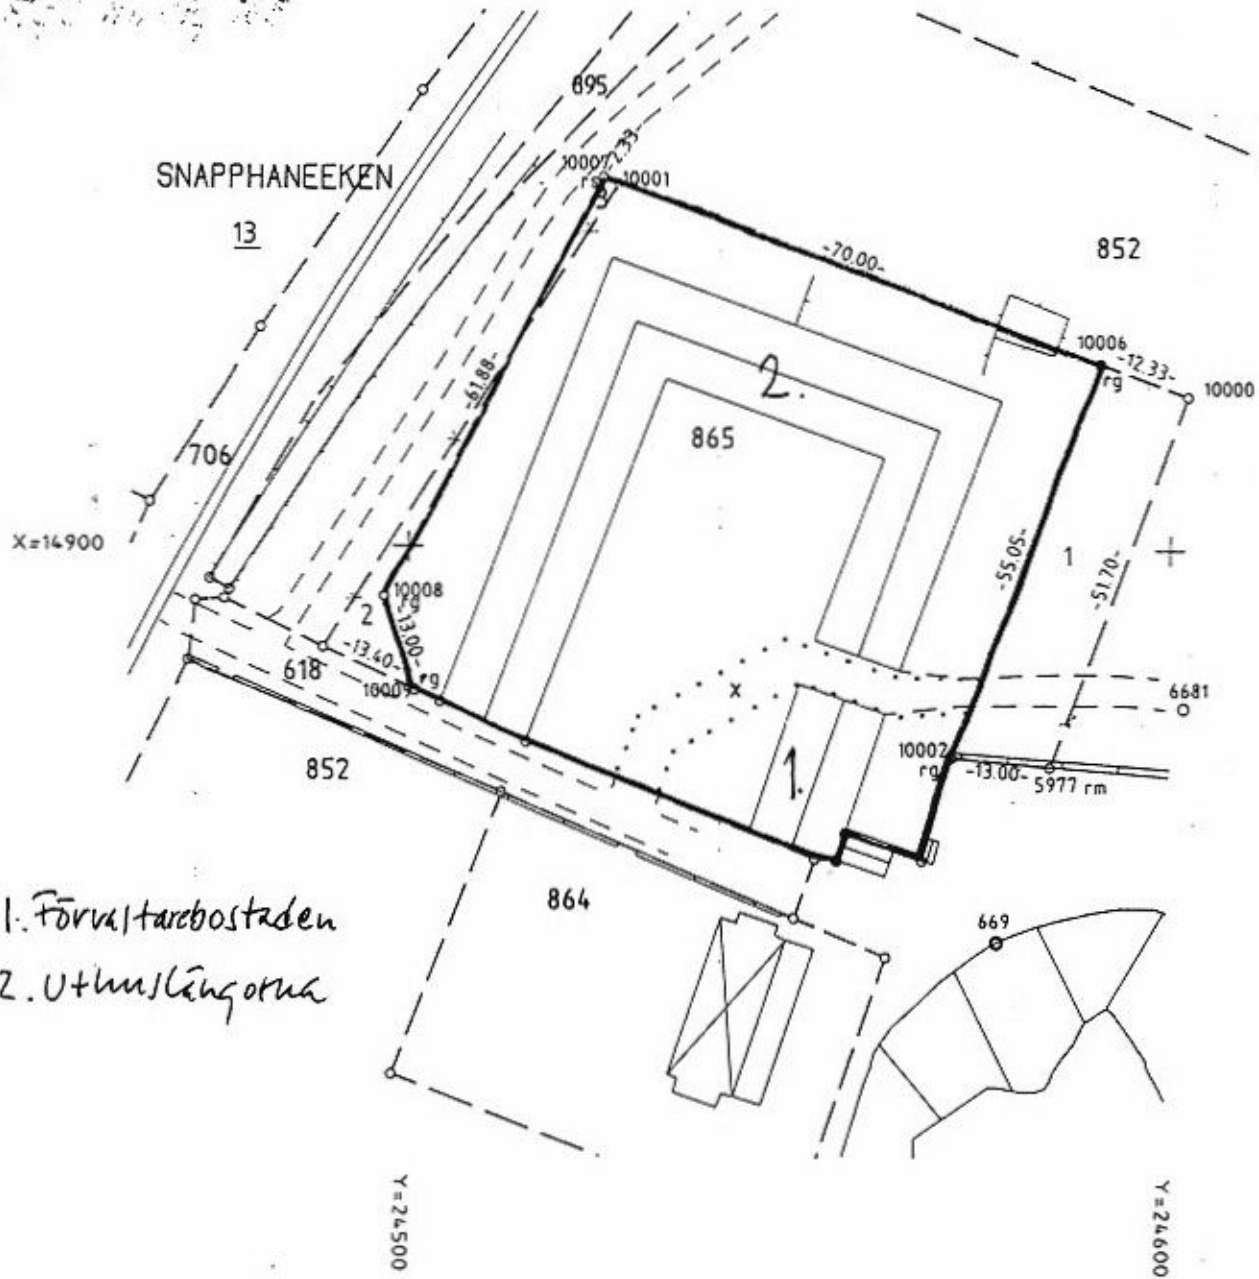 895
SNAPPHANEEKEN
13
10007
-2.33-
rs
10001
3
852
-70.00-
10006
-12.33-
rg
10000
2.
865
-61.88-
706
X=14900
1
-55.05-
-51.70-
10008
rg
2
-13.00-
-13.40-
rg
618
10009
x
6681
10002
rg
-13.00-
5977 rm
1.
852
864
1. Förvaltarebostaden
2. Uthuslängorna
669
Y=24500
Y=24600